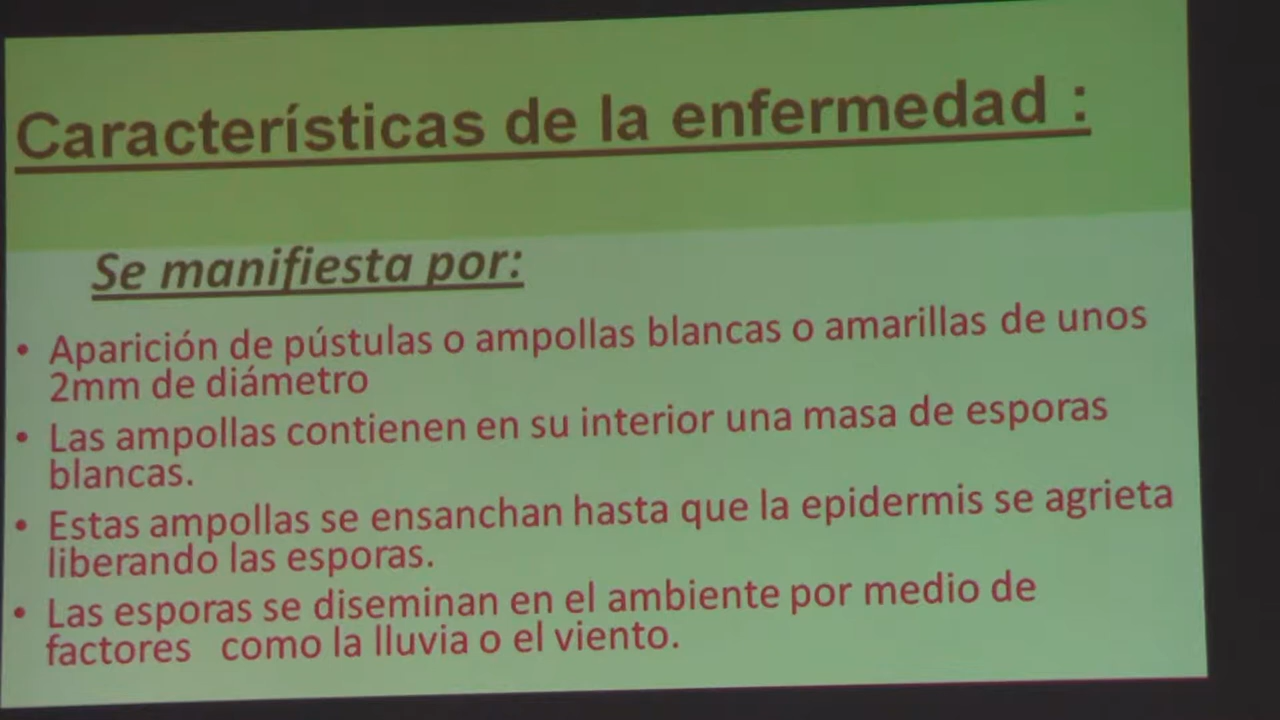 Características de la enfermedad :
Se manifiesta por:
• Aparición de pústulas o ampollas blancas o amarillas de unos
2mm de diámetro
• Las ampollas contienen en su interior una masa de esporas
blancas.
• Estas ampollas se ensanchan hasta que la epidermis se agrieta
liberando las esporas.
• Las esporas se diseminan en el ambiente por medio de
factores como la lluvia o el viento.